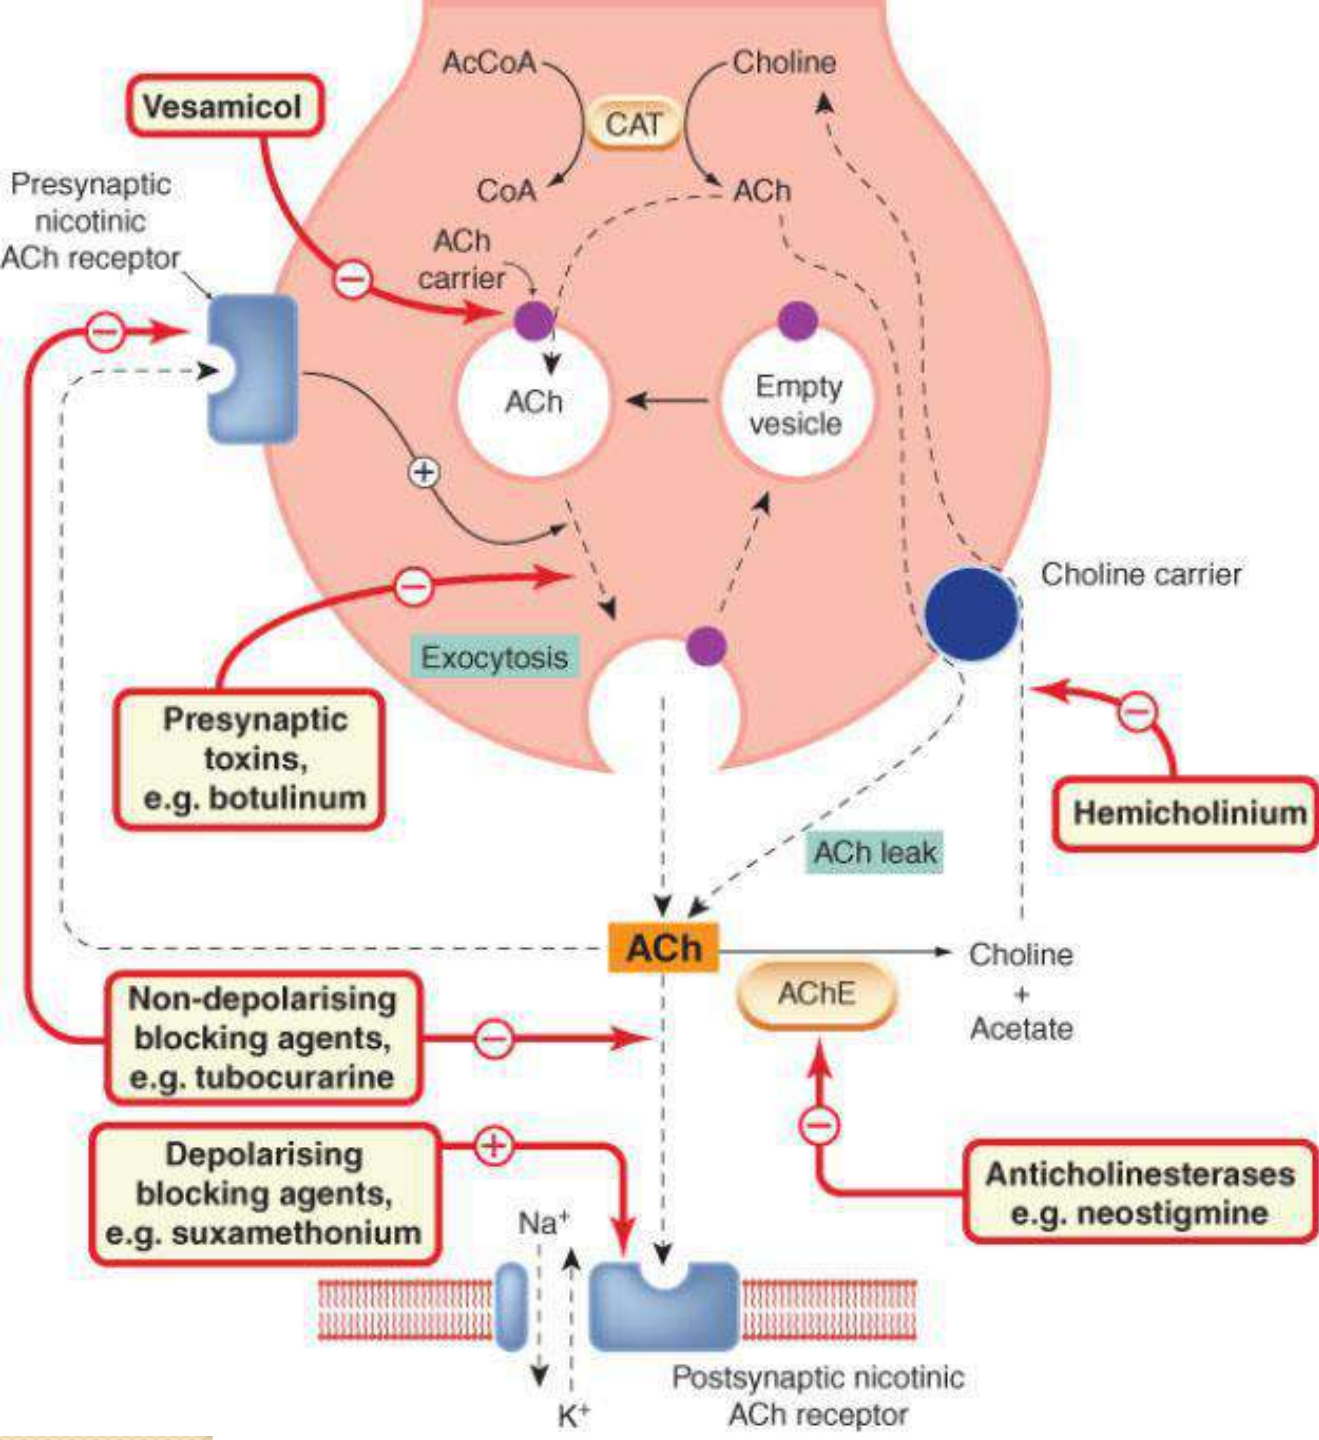 AcCoA
Choline
Vesamicol
CAT
Presynaptic
nicotinic
ACh receptor
CoA
ACh
ACh
carrier
−
−
ACh
Empty
vesicle
+
−
Exocytosis
Choline carrier
Presynaptic
toxins,
e.g. botulinum
−
Hemicholinium
ACh leak
ACh
Choline
+
Acetate
AChE
Non-depolarising
blocking agents,
e.g. tubocurarine
−
−
Depolarising
blocking agents,
e.g. suxamethonium
+
Anticholinesterases
e.g. neostigmine
Na⁺
K⁺
Postsynaptic nicotinic
ACh receptor